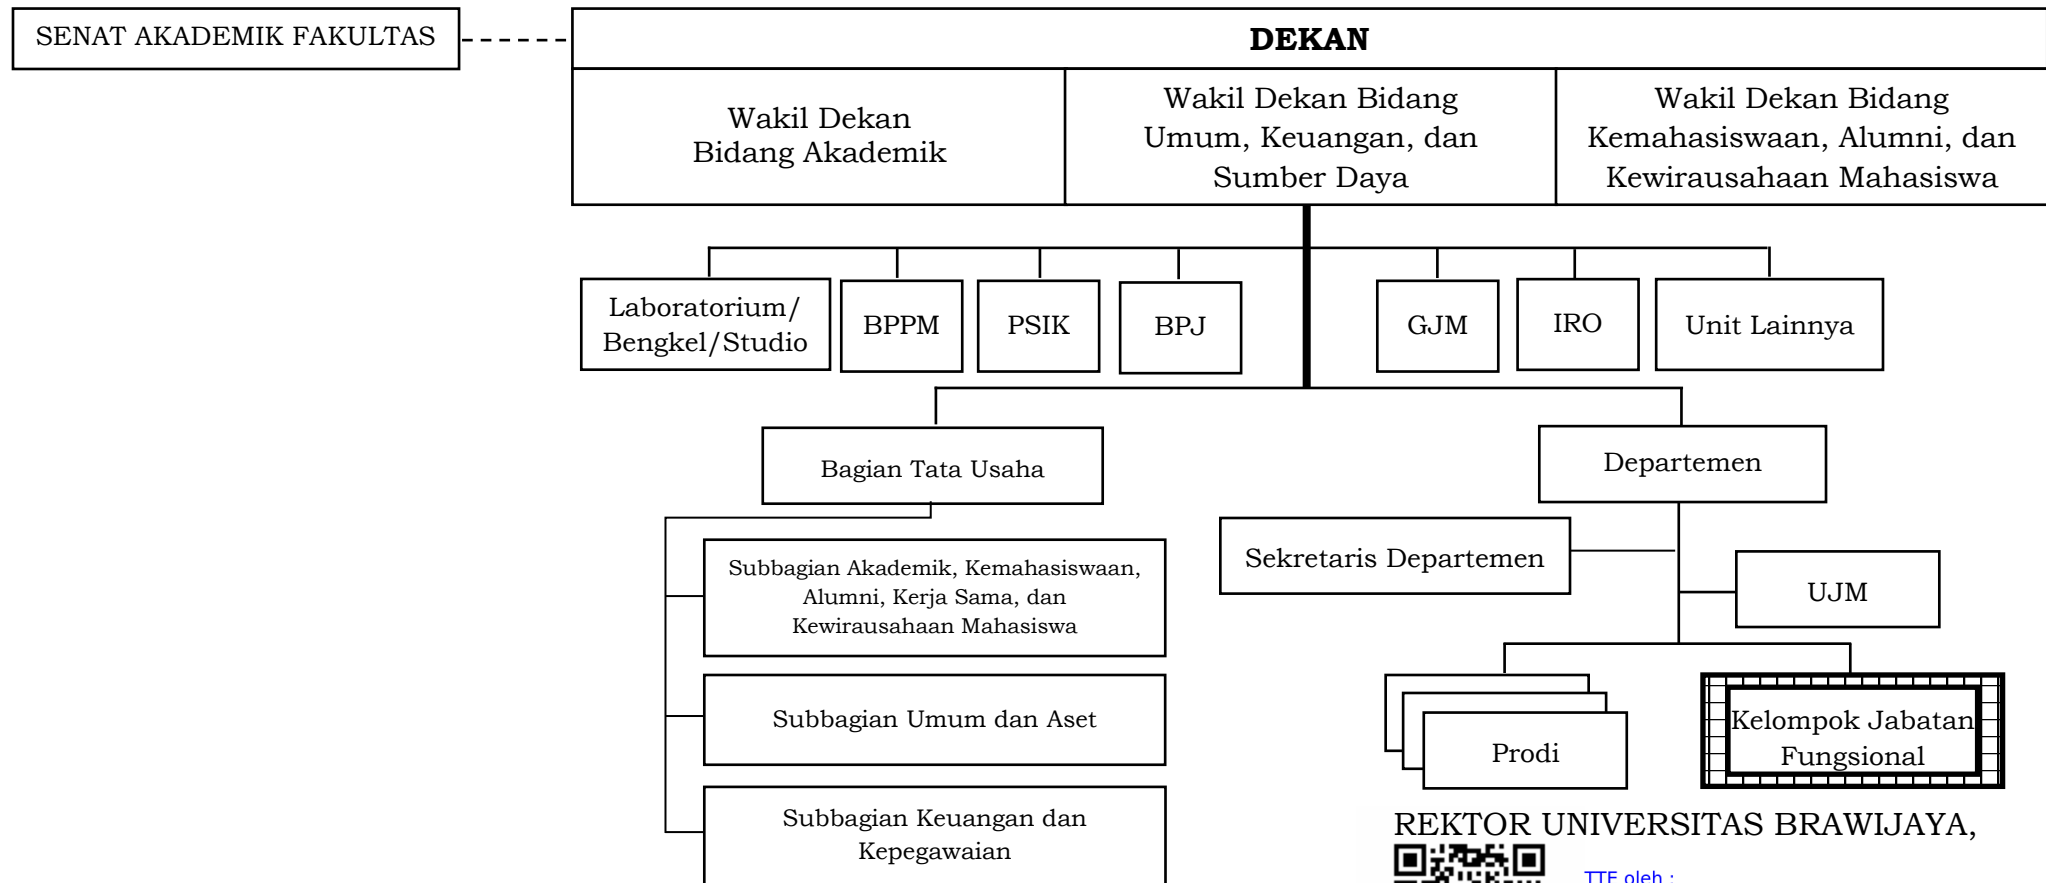 SENAT AKADEMIK FAKULTAS
DEKAN
Wakil Dekan
Bidang Akademik
Wakil Dekan Bidang
Umum, Keuangan, dan
Sumber Daya
Wakil Dekan Bidang
Kemahasiswaan, Alumni, dan
Kewirausahaan Mahasiswa
Laboratorium/
Bengkel/Studio
BPPM
PSIK
BPJ
GJM
IRO
Unit Lainnya
Bagian Tata Usaha
Departemen
Sekretaris Departemen
UJM
Subbagian Akademik, Kemahasiswaan,
Alumni, Kerja Sama, dan
Kewirausahaan Mahasiswa
Subbagian Umum dan Aset
Subbagian Keuangan dan
Kepegawaian
Prodi
Kelompok Jabatan
Fungsional
REKTOR UNIVERSITAS BRAWIJAYA,
TTE oleh :